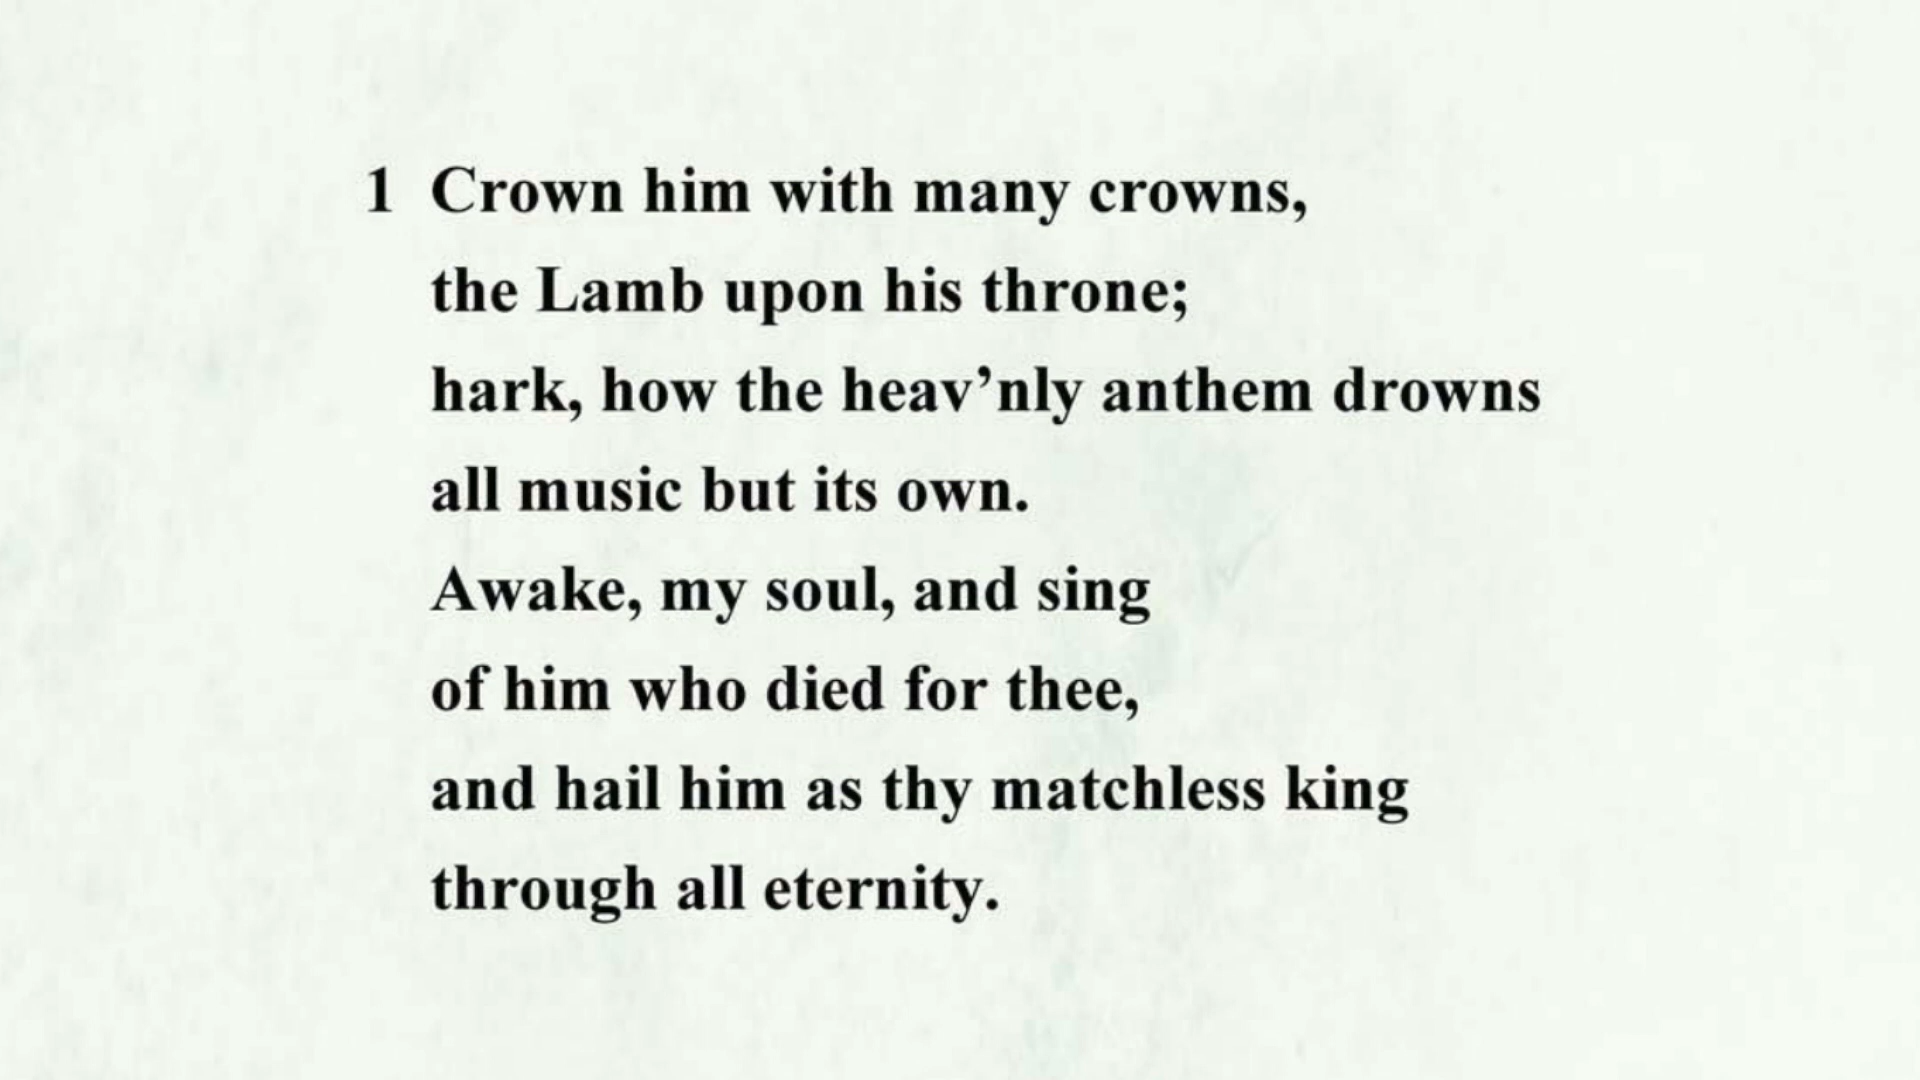 1 Crown him with many crowns,
the Lamb upon his throne;
hark, how the heav’nly anthem drowns
all music but its own.
Awake, my soul, and sing
of him who died for thee,
and hail him as thy matchless king
through all eternity.